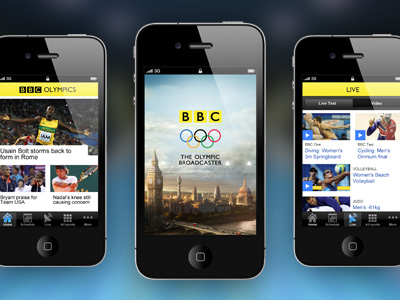 3G
BBC OLYMPICS
Usain Bolt storms back to
form in Rome
Bryant praise for
Team USA
Nadal's knee still
causing concern
Home
Schedule
Live
All sports
More
3G
BBC
THE OLYMPIC
BROADCASTER
3G
LIVE
Live Text
Video
BBC One
Diving: Women's
3m Springboard
BBC Two
Cycling: Men's
Omnium final
VOLLEYBALL
Women's Beach
Volleyball
JUDO
Men's -81kg
Home
Schedule
Live
All sports
More